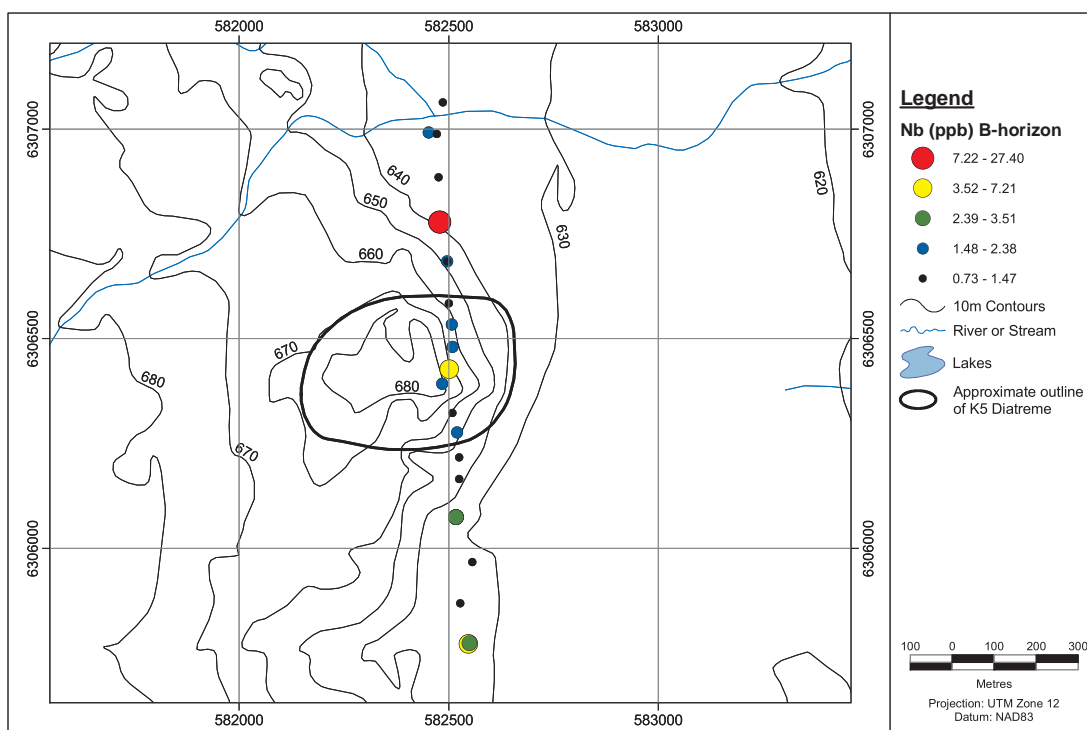 582000 582500 583000
6307000
6306500
6306000
6307000
6306500
6306000
640
650
660
670
680
680
670
630
620
582000 582500 583000
Legend
Nb (ppb) B-horizon
7.22 - 27.40
3.52 - 7.21
2.39 - 3.51
1.48 - 2.38
0.73 - 1.47
10m Contours
River or Stream
Lakes
Approximate outline
of K5 Diatreme
100 0 100 200 300
Metres
Projection: UTM Zone 12
Datum: NAD83